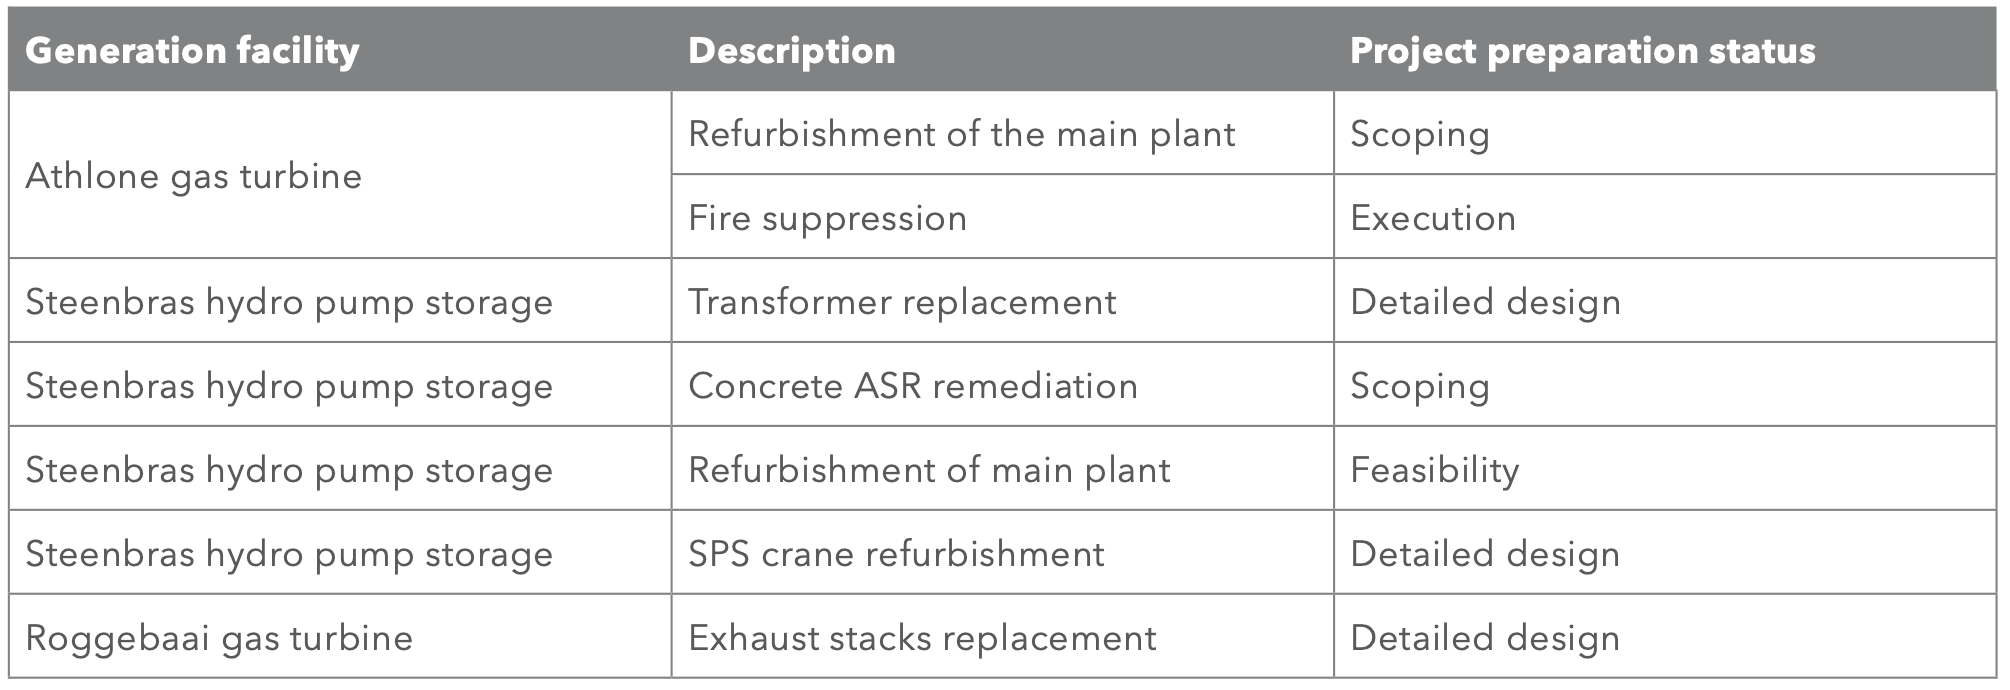 Generation facility Description Project preparation status
Athlone gas turbine
Refurbishment of the main plant Scoping
Fire suppression Execution
Steenbras hydro pump storage Transformer replacement Detailed design
Steenbras hydro pump storage Concrete ASR remediation Scoping
Steenbras hydro pump storage Refurbishment of main plant Feasibility
Steenbras hydro pump storage SPS crane refurbishment Detailed design
Roggebaai gas turbine Exhaust stacks replacement Detailed design